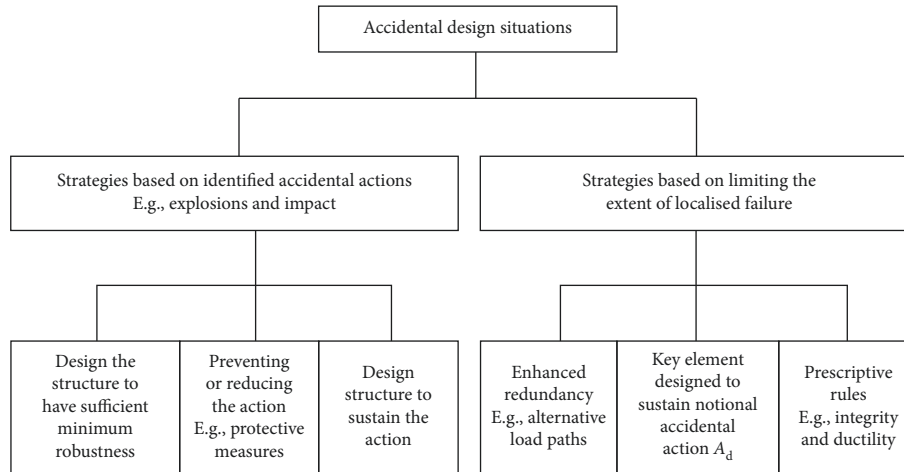 Accidental design situations
Strategies based on identified accidental actions
E.g., explosions and impact
Strategies based on limiting the
extent of localised failure
Design the
structure to
have sufficient
minimum
robustness
Preventing
or reducing
the action
E.g., protective
measures
Design
structure to
sustain the
action
Enhanced
redundancy
E.g., alternative
load paths
Key element
designed to
sustain notional
accidental
action A_d
Prescriptive
rules
E.g., integrity
and ductility